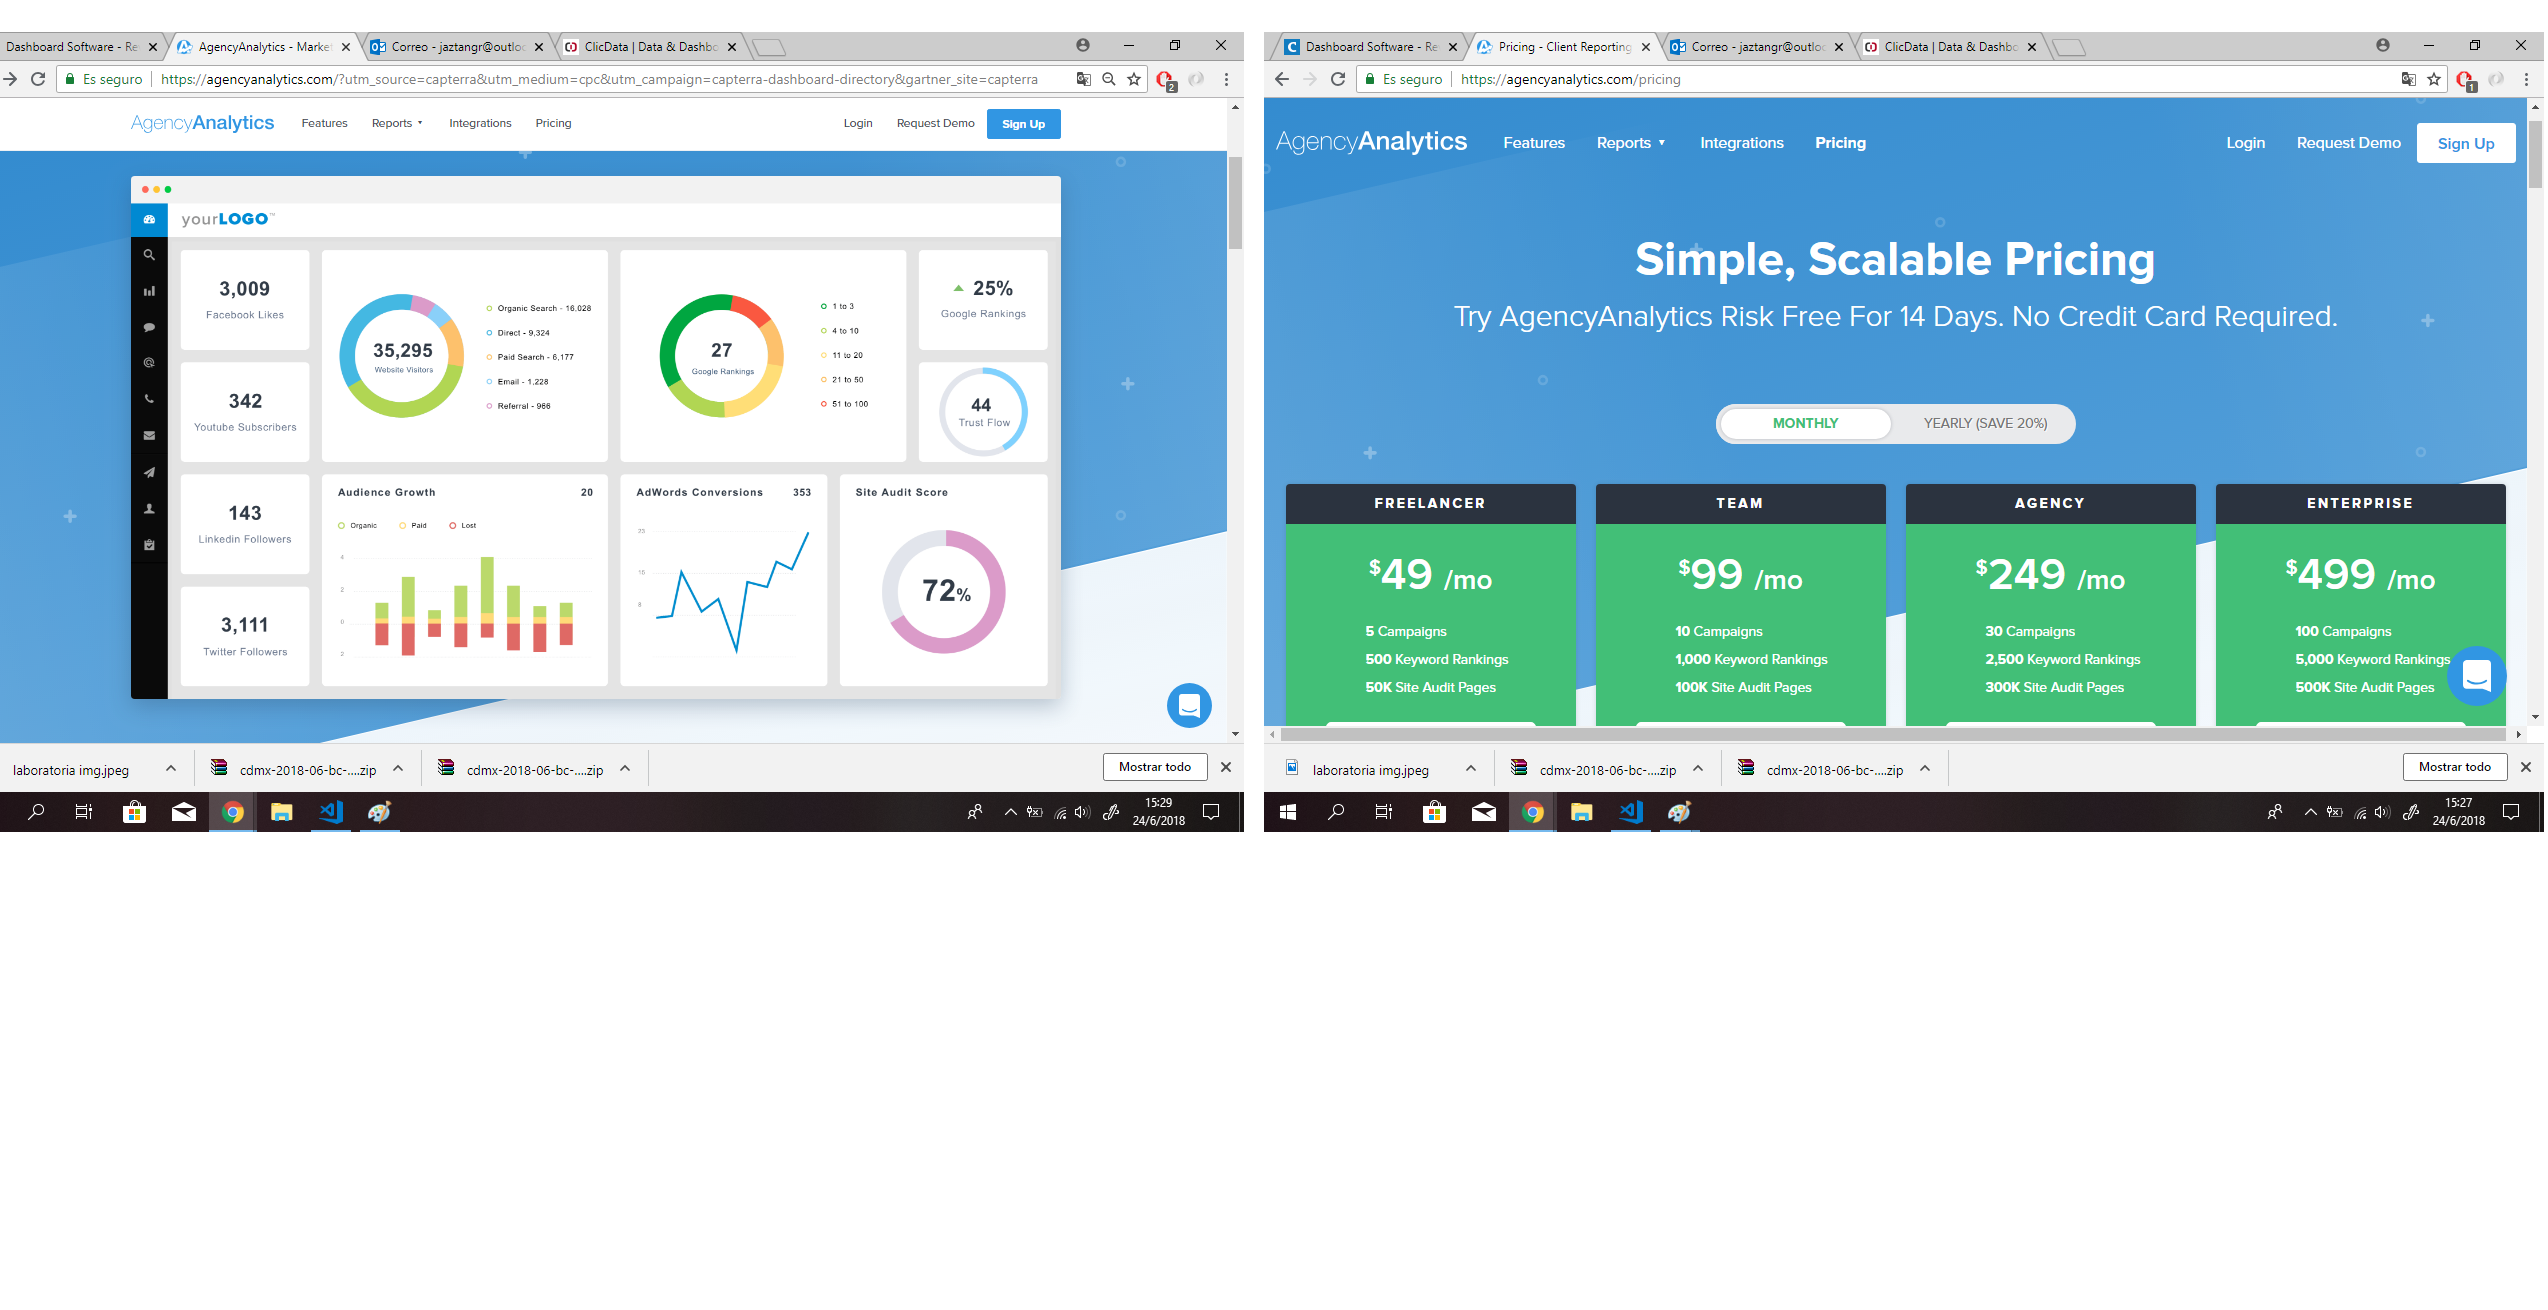 Dashboard Software - Re
AgencyAnalytics - Market
Correo - jaztangr@outloo
ClicData | Data & Dashbo
Es seguro
https://agencyanalytics.com/?utm_source=capterra&utm_medium=cpc&utm_campaign=capterra-dashboard-directory&gartner_site=capterra
2
AgencyAnalytics
Features
Reports
Integrations
Pricing
Login
Request Demo
Sign Up
yourLOGO™
3,009
Facebook Likes
35,295
Website Visitors
Organic Search - 16,028
Direct - 9,324
Paid Search - 6,177
Email - 1,228
Referral - 966
27
Google Rankings
1 to 3
4 to 10
11 to 20
21 to 50
51 to 100
25%
Google Rankings
342
Youtube Subscribers
44
Trust Flow
143
Linkedin Followers
3,111
Twitter Followers
Audience Growth 20
Organic Paid Lost
4
2
0
2
AdWords Conversions 353
23
15
8
Site Audit Score
72%
laboratoria img.jpeg
cdmx-2018-06-bc-....zip
cdmx-2018-06-bc-....zip
Mostrar todo
15:29
24/6/2018
Dashboard Software - Re
Pricing - Client Reporting
Correo - jaztangr@outloo
ClicData | Data & Dashbo
Es seguro
https://agencyanalytics.com/pricing
1
AgencyAnalytics
Features
Reports
Integrations
Pricing
Login
Request Demo
Sign Up
Simple, Scalable Pricing
Try AgencyAnalytics Risk Free For 14 Days. No Credit Card Required.
MONTHLY
YEARLY (SAVE 20%)
FREELANCER
$49 /mo
5 Campaigns
500 Keyword Rankings
50K Site Audit Pages
TEAM
$99 /mo
10 Campaigns
1,000 Keyword Rankings
100K Site Audit Pages
AGENCY
$249 /mo
30 Campaigns
2,500 Keyword Rankings
300K Site Audit Pages
ENTERPRISE
$499 /mo
100 Campaigns
5,000 Keyword Rankings
500K Site Audit Pages
laboratoria img.jpeg
cdmx-2018-06-bc-....zip
cdmx-2018-06-bc-....zip
Mostrar todo
15:27
24/6/2018